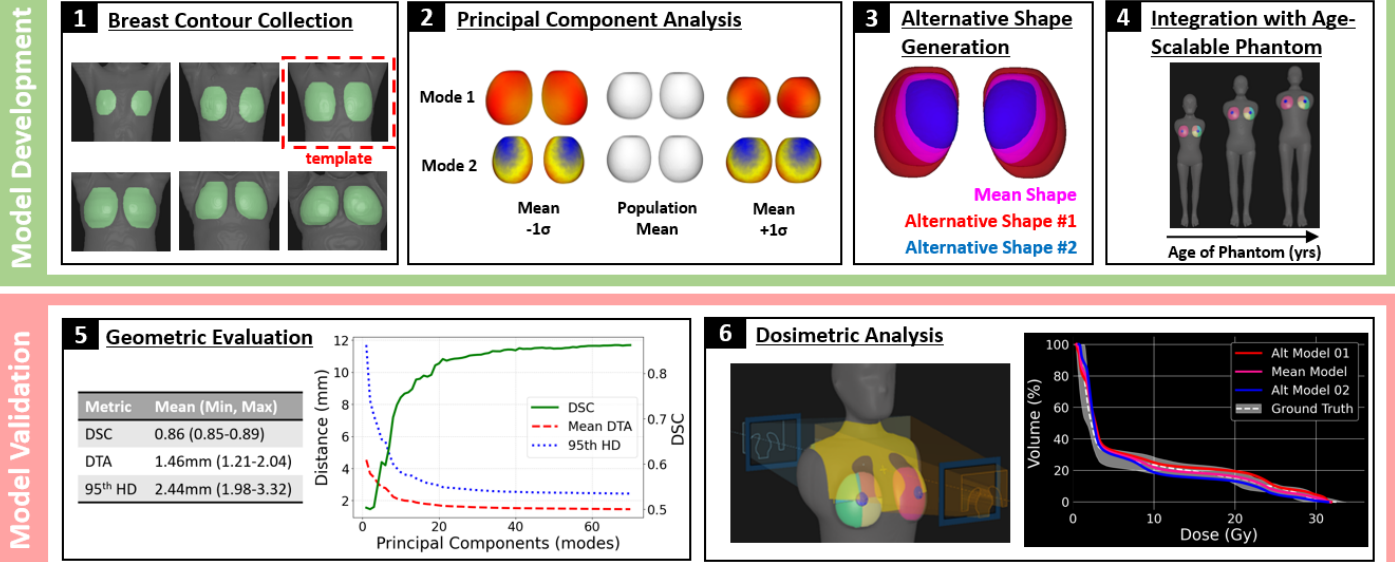 Model Development
1 Breast Contour Collection
template
2 Principal Component Analysis
Mode 1
Mode 2
Mean
-1σ
Population
Mean
Mean
+1σ
3 Alternative Shape
Generation
Mean Shape
Alternative Shape #1
Alternative Shape #2
4 Integration with Age-
Scalable Phantom
Age of Phantom (yrs)
Model Validation
5 Geometric Evaluation
Metric Mean (Min, Max)
DSC 0.86 (0.85-0.89)
DTA 1.46mm (1.21-2.04)
95th HD 2.44mm (1.98-3.32)
Distance (mm)
12
10
8
6
4
2
0 20 40 60
Principal Components (modes)
0.8
0.7
0.6
0.5
DSC
DSC
Mean DTA
95th HD
6 Dosimetric Analysis
Volume (%)
100
80
60
40
20
0
0 10 20 30
Dose (Gy)
Alt Model 01
Mean Model
Alt Model 02
Ground Truth